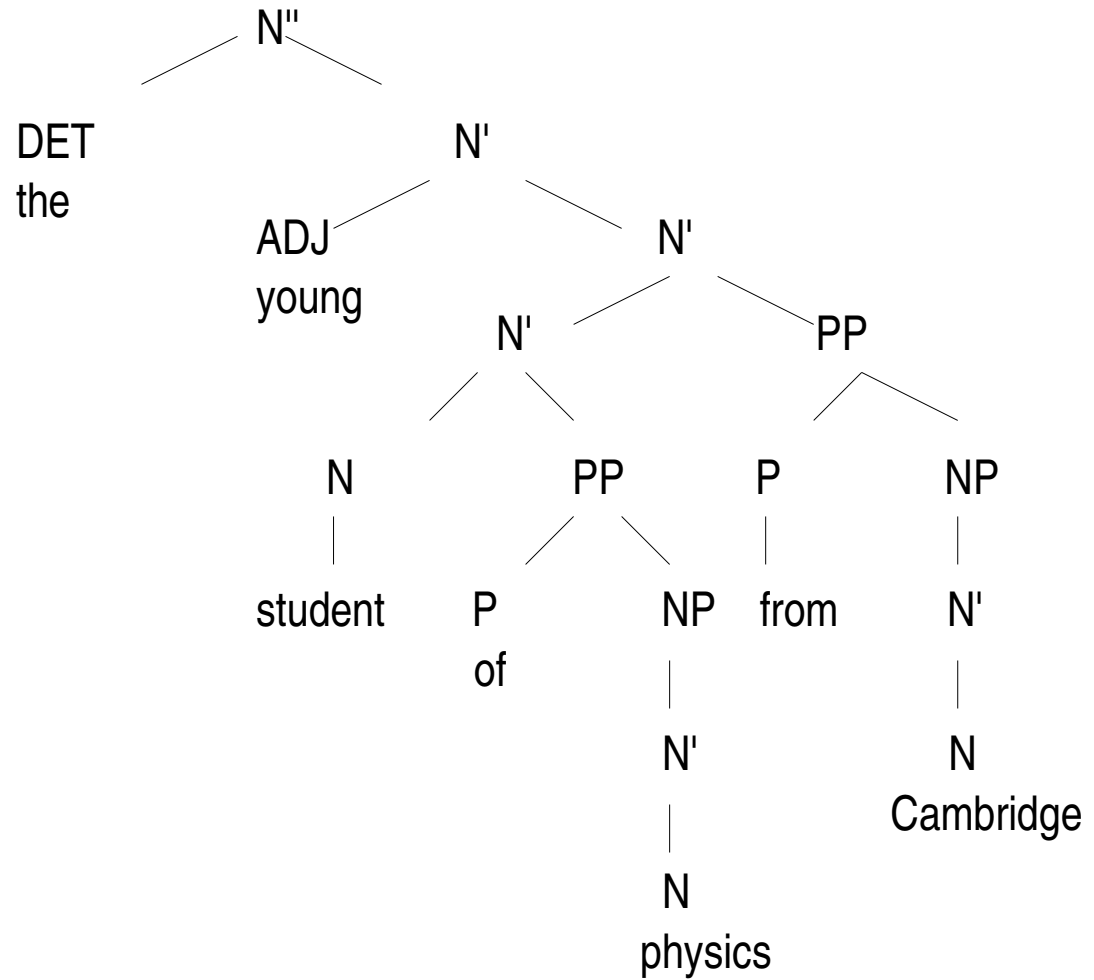 N"
DET N'
the
ADJ N'
young
N' PP
N PP P NP
student P NP from N'
of
N' N
Cambridge
N
physics